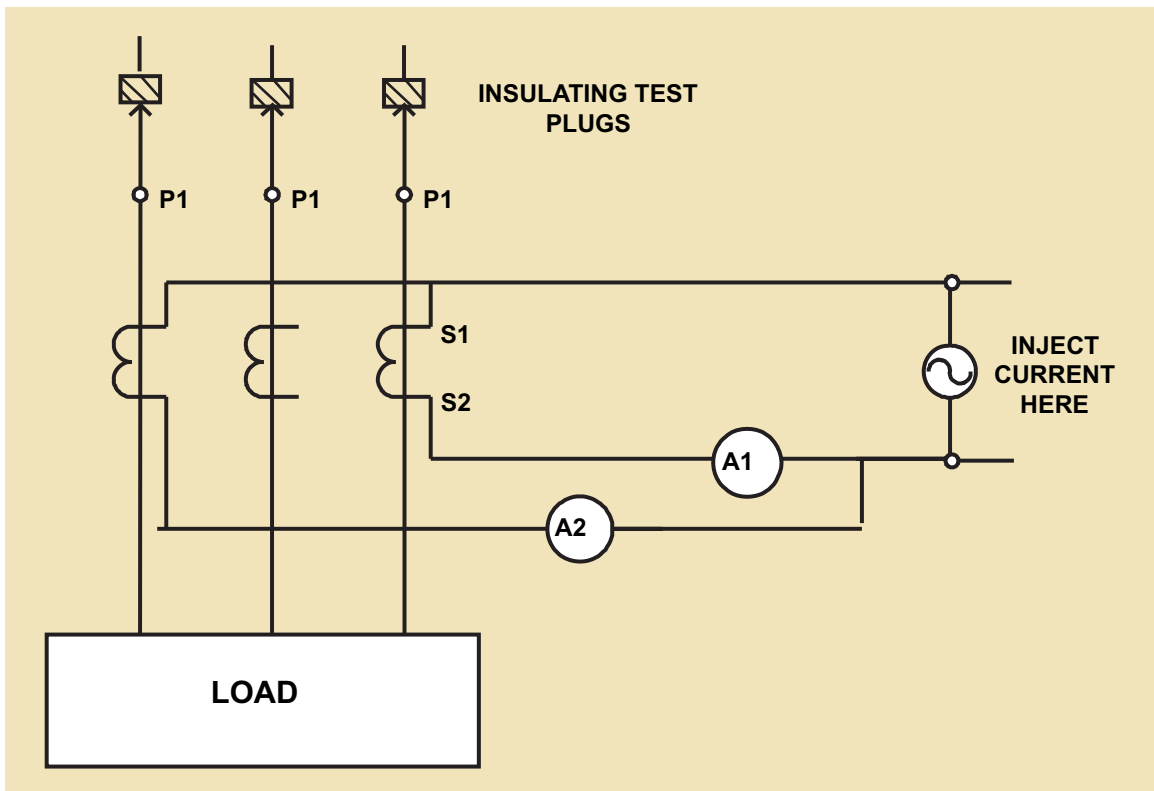 INSULATING TEST
PLUGS
P1
P1
P1
S1
S2
INJECT
CURRENT
HERE
A1
A2
LOAD